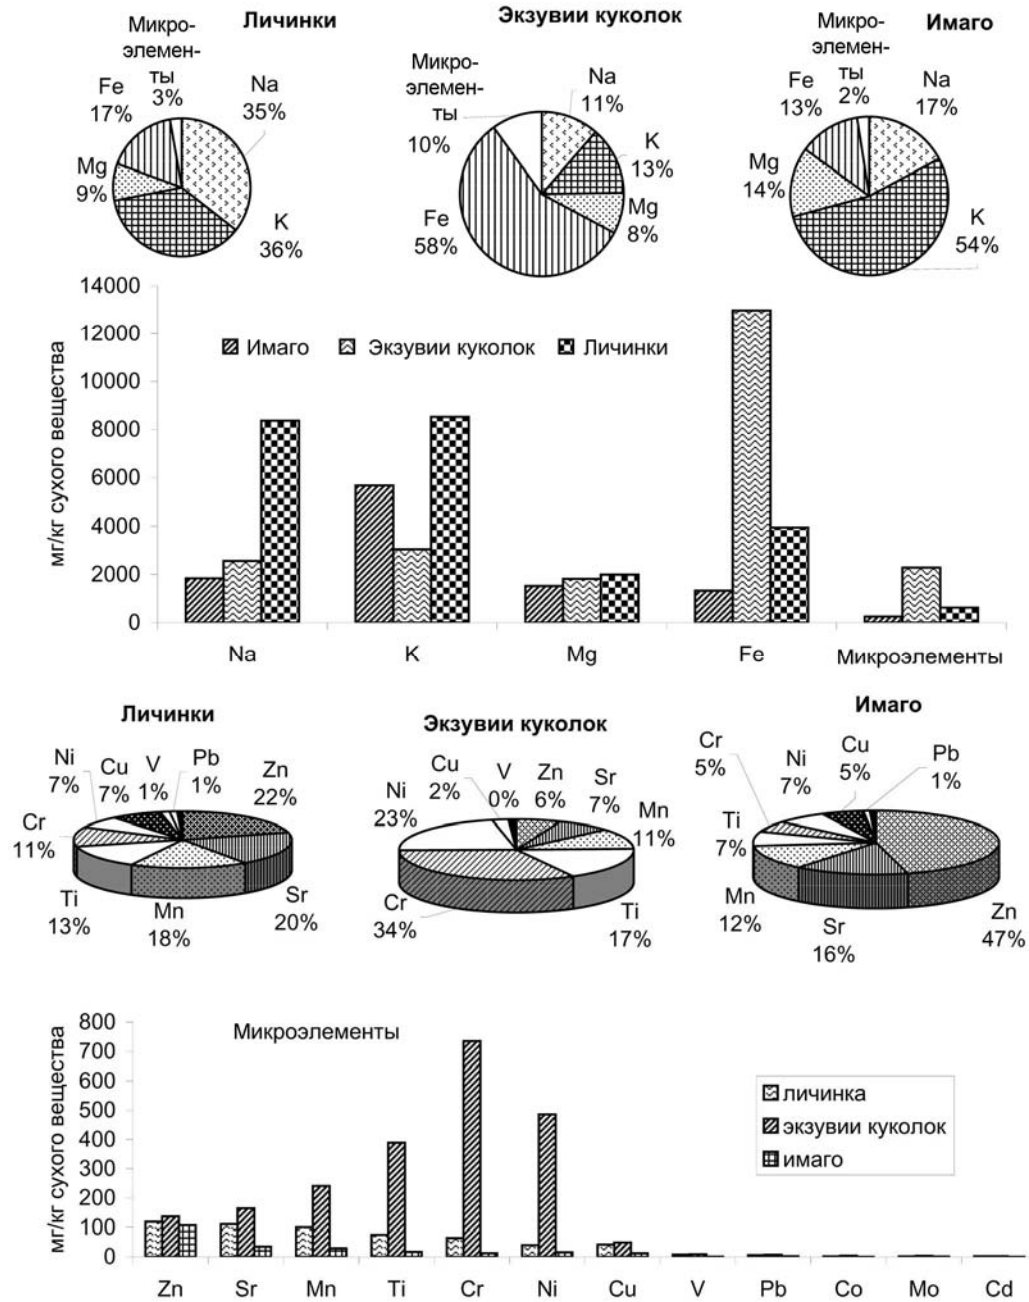 Личинки
Микро-
элемен-
ты
3%
Fe
17%
Na
35%
Mg
9%
K
36%
Экзувии куколок
Микро-
элемен-
ты
10%
Na
11%
K
13%
Mg
8%
Fe
58%
Имаго
Микро-
элемен-
ты
2%
Fe
13%
Na
17%
Mg
14%
K
54%
мг/кг сухого вещества
14000
12000
10000
8000
6000
4000
2000
0
Имаго Экзувии куколок Личинки
Na K Mg Fe Микроэлементы
Личинки
Ni
7%
Cu
7%
V
1%
Pb
1%
Zn
22%
Cr
11%
Ti
13%
Mn
18%
Sr
20%
Экзувии куколок
Ni
23%
Cu
2%
V
0%
Zn
6%
Sr
7%
Mn
11%
Cr
34%
Ti
17%
Имаго
Cr
5%
Ni
7%
Cu
5%
Pb
1%
Ti
7%
Mn
12%
Sr
16%
Zn
47%
Микроэлементы
мг/кг сухого вещества
800
700
600
500
400
300
200
100
0
личинка
экзувии куколок
имаго
Zn Sr Mn Ti Cr Ni Cu V Pb Co Mo Cd